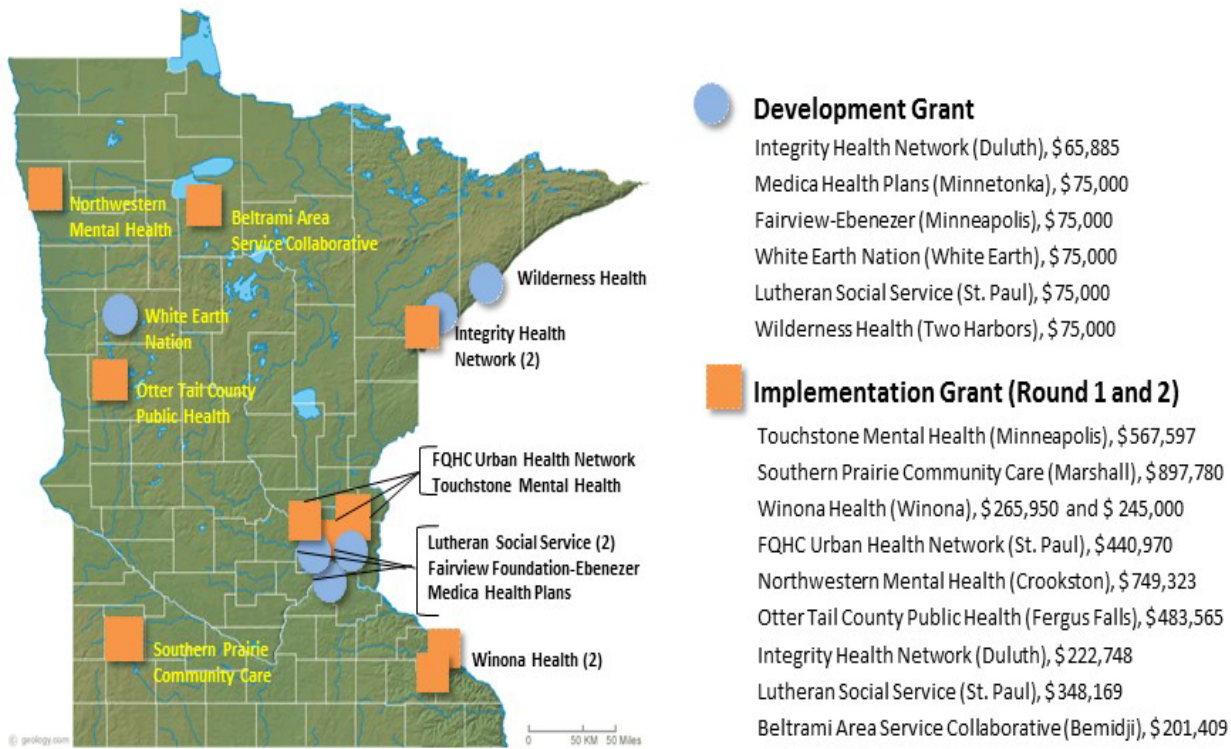 Northwestern
Mental Health
Beltrami Area
Service Collaborative
Wilderness Health
White Earth
Nation
Integrity Health
Network (2)
Otter Tail County
Public Health
FQHC Urban Health Network
Touchstone Mental Health
Lutheran Social Service (2)
Fairview Foundation-Ebenezer
Medica Health Plans
Southern Prairie
Community Care
Winona Health (2)
© geology.com
0 50 KM 50 Miles
Development Grant
Integrity Health Network (Duluth), $65,885
Medica Health Plans (Minnetonka), $75,000
Fairview-Ebenezer (Minneapolis), $75,000
White Earth Nation (White Earth), $75,000
Lutheran Social Service (St. Paul), $75,000
Wilderness Health (Two Harbors), $75,000
Implementation Grant (Round 1 and 2)
Touchstone Mental Health (Minneapolis), $567,597
Southern Prairie Community Care (Marshall), $897,780
Winona Health (Winona), $265,950 and $245,000
FQHC Urban Health Network (St. Paul), $440,970
Northwestern Mental Health (Crookston), $749,323
Otter Tail County Public Health (Fergus Falls), $483,565
Integrity Health Network (Duluth), $222,748
Lutheran Social Service (St. Paul), $348,169
Beltrami Area Service Collaborative (Bemidji), $201,409